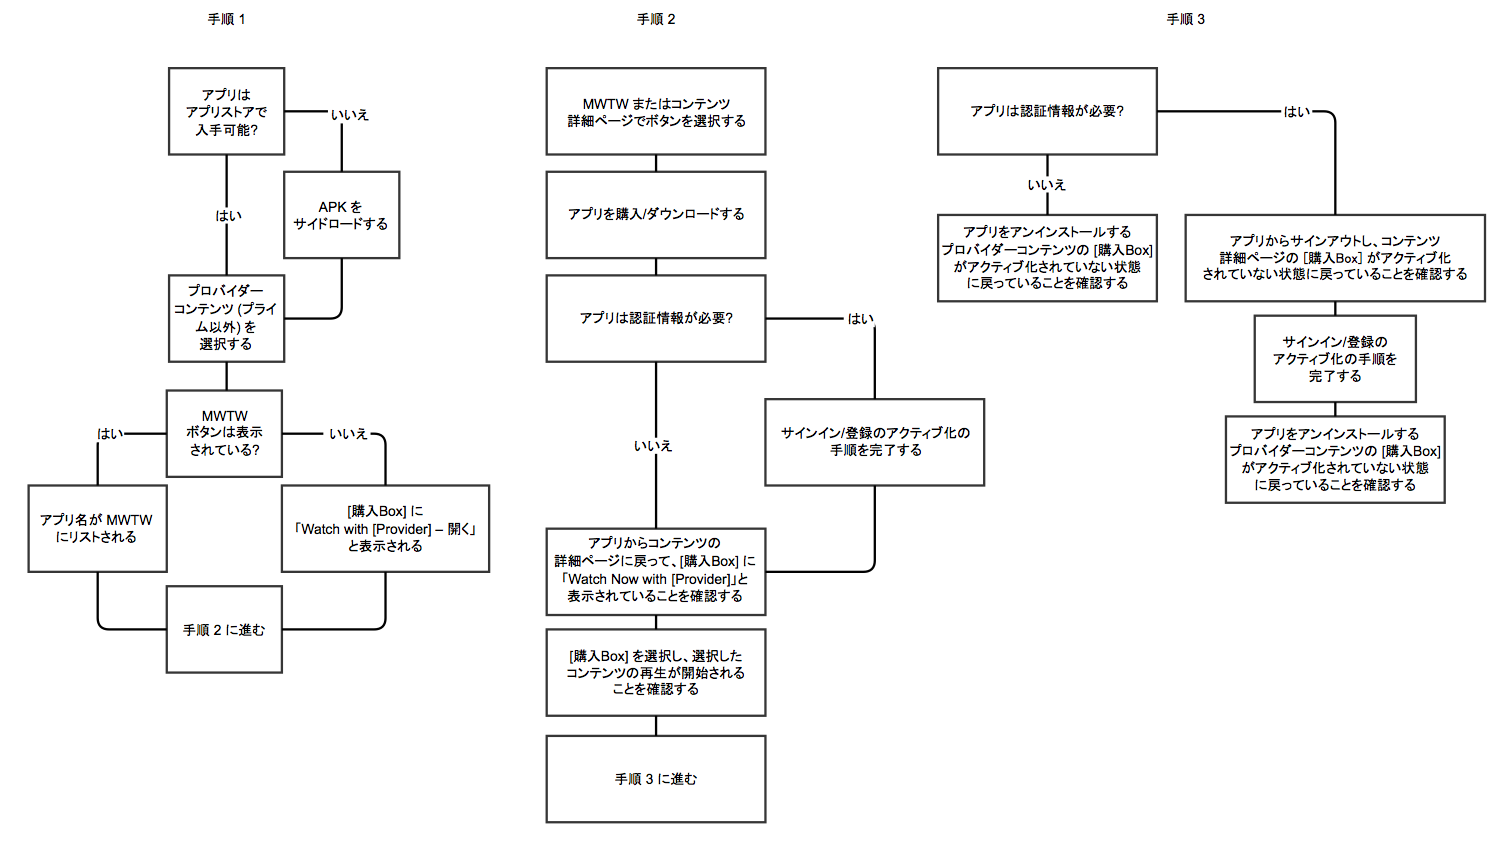 手順 1
アプリは
アプリストアで
入手可能?
いいえ
APK を
サイドロードする
はい
プロバイダー
コンテンツ (プライ
ム以外) を
選択する
MWTW
ボタンは表示
されている?
はい
いいえ
アプリ名が MWTW
にリストされる
[購入Box] に
「Watch with [Provider] – 開く」
と表示される
手順 2 に進む
手順 2
MWTW またはコンテンツ
詳細ページでボタンを選択する
アプリを購入/ダウンロードする
アプリは認証情報が必要?
はい
いいえ
サインイン/登録のアクティブ化の
手順を完了する
アプリからコンテンツの
詳細ページに戻って、[購入Box] に
「Watch Now with [Provider]」と
表示されていることを確認する
[購入Box] を選択し、選択した
コンテンツの再生が開始される
ことを確認する
手順 3 に進む
手順 3
アプリは認証情報が必要?
はい
いいえ
アプリをアンインストールする
プロバイダーコンテンツの [購入Box]
がアクティブ化されていない状態
に戻っていることを確認する
アプリからサインアウトし、コンテンツ
詳細ページの [購入Box] がアクティブ化
されていない状態に戻っていることを確認する
サインイン/登録の
アクティブ化の手順を
完了する
アプリをアンインストールする
プロバイダーコンテンツの [購入Box]
がアクティブ化されていない状態
に戻っていることを確認する